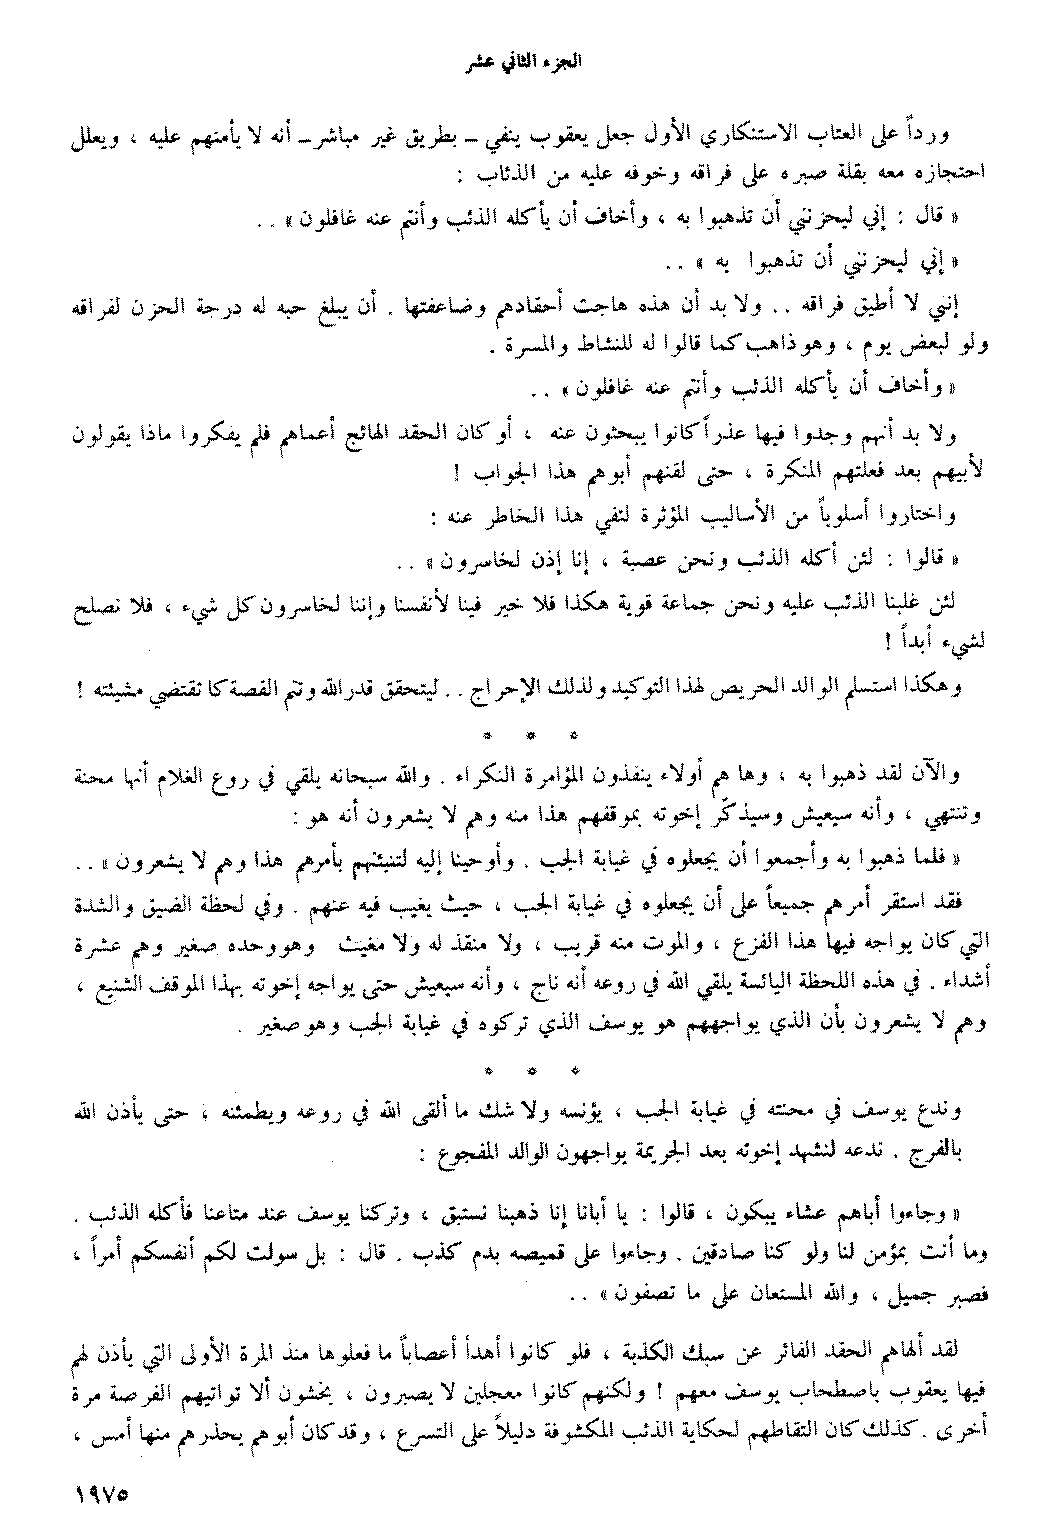 الجزء الثاني عشر
ورداً على العتاب الاستنكاري الأول جعل يعقوب ينفي – بطريق غير مباشر – أنه لا يأمنهم عليه ، ويعلل
احتجازه معه بقلة صبره على فراقه وخوفه عليه من الذئاب :
« قال : إني ليحزنني أن تذهبوا به ، وأخاف أن يأكله الذئب وأنتم عنه غافلون » . .
« إني ليحزنني أن تذهبوا به » . .
إنني لا أطيق فراقه . . ولا بد أن هذه هاجت أحقادهم وضاعفتها . أن يبلغ حبه له درجة الحزن لفراقه
ولو لبعض يوم ، وهو ذاهب كما قالوا له للنشاط والمسرة .
« وأخاف أن يأكله الذئب وأنتم عنه غافلون » . .
ولا بد أنهم وجدوا فيها عذراً كانوا يبحثون عنه ، أو كان الحقد الهائج أعماهم فلم يفكروا ماذا يقولون
لأبيهم بعد فعلتهم المنكرة ، حتى لقنهم أبوهم هذا الجواب !
واختاروا أسلوباً من الأساليب المؤثرة لنفي هذا الخاطر عنه :
« قالوا : لئن أكله الذئب ونحن عصبة ، إنا إذن لخاسرون » . .
لئن غلبنا الذئب عليه ونحن جماعة قوية هكذا فلا خير فينا لأنفسنا وإننا لخاسرون كل شيء ، فلا نصلح
لشيء أبداً !
وهكذا استسلم الوالد الحريص لهذا التوكيد ولذلك الإحراج . . ليتحقق قدر الله وتتم القصة كما تقتضي مشيئته !
* * *
والآن لقد ذهبوا به ، وها هم أولاء ينفذون المؤامرة النكراء . والله سبحانه يلقي في روع الغلام أنها محنة
وتنتهي ، وأنه سيعيش وسيذكّر إخوته بموقفهم هذا منه وهم لا يشعرون أنه هو :
« فلما ذهبوا به وأجمعوا أن يجعلوه في غيابة الجب . وأوحينا إليه لتنبئنهم بأمرهم هذا وهم لا يشعرون » . .
فقد استقر أمرهم جميعاً على أن يجعلوه في غيابة الجب ، حيث يغيب فيه عنهم . وفي لحظة الضيق والشدة
التي كان يواجه فيها هذا الفزع ، والموت منه قريب ، ولا منقذ له ولا مغيث وهو وحده صغير وهم عشرة
أشداء . في هذه اللحظة اليائسة يلقي الله في روعه أنه ناج ، وأنه سيعيش حتى يواجه إخوته بهذا الموقف الشنيع ،
وهم لا يشعرون بأن الذي يواجههم هو يوسف الذي تركوه في غيابة الجب وهو صغير .
* * *
وندع يوسف في محنته في غيابة الجب ، يؤنسه ولا شك ما ألقى الله في روعه ويطمئنه ، حتى يأذن الله
بالفرج . ندعه لنشهد إخوته بعد الجريمة يواجهون الوالد المفجوع :
« وجاءوا أباهم عشاء يبكون ، قالوا : يا أبانا إنا ذهبنا نستبق ، وتركنا يوسف عند متاعنا فأكله الذئب .
وما أنت بمؤمن لنا ولو كنا صادقين . وجاءوا على قميصه بدم كذب . قال : بل سولت لكم أنفسكم أمراً ،
فصبر جميل ، والله المستعان على ما تصفون » . .
لقد ألهاهم الحقد الفائر عن سبك الكذبة ، فلو كانوا أهدأ أعصاباً ما فعلوها منذ المرة الأولى التي يأذن لهم
فيها يعقوب باصطحاب يوسف معهم ! ولكنهم كانوا معجلين لا يصبرون ، يخشون ألا تواتيهم الفرصة مرة
أخرى . كذلك كان التقاطهم لحكاية الذئب المكشوفة دليلاً على التسرع ، وقد كان أبوهم يحذرهم منها أمس ،
١٩٧٥